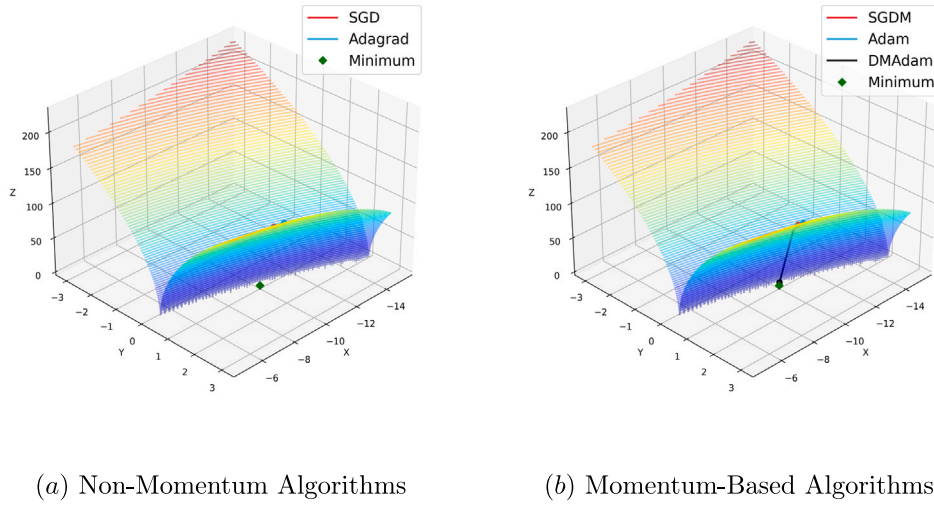 SGD
Adagrad
Minimum
200
150
100
50
0
Z
−3
−2
−1
0
1
2
3
Y
−6
−8
−10
−12
−14
X
SGDM
Adam
DMAdam
Minimum
200
150
100
50
0
Z
−3
−2
−1
0
1
2
3
Y
−6
−8
−10
−12
−14
X
(a) Non-Momentum Algorithms
(b) Momentum-Based Algorithms